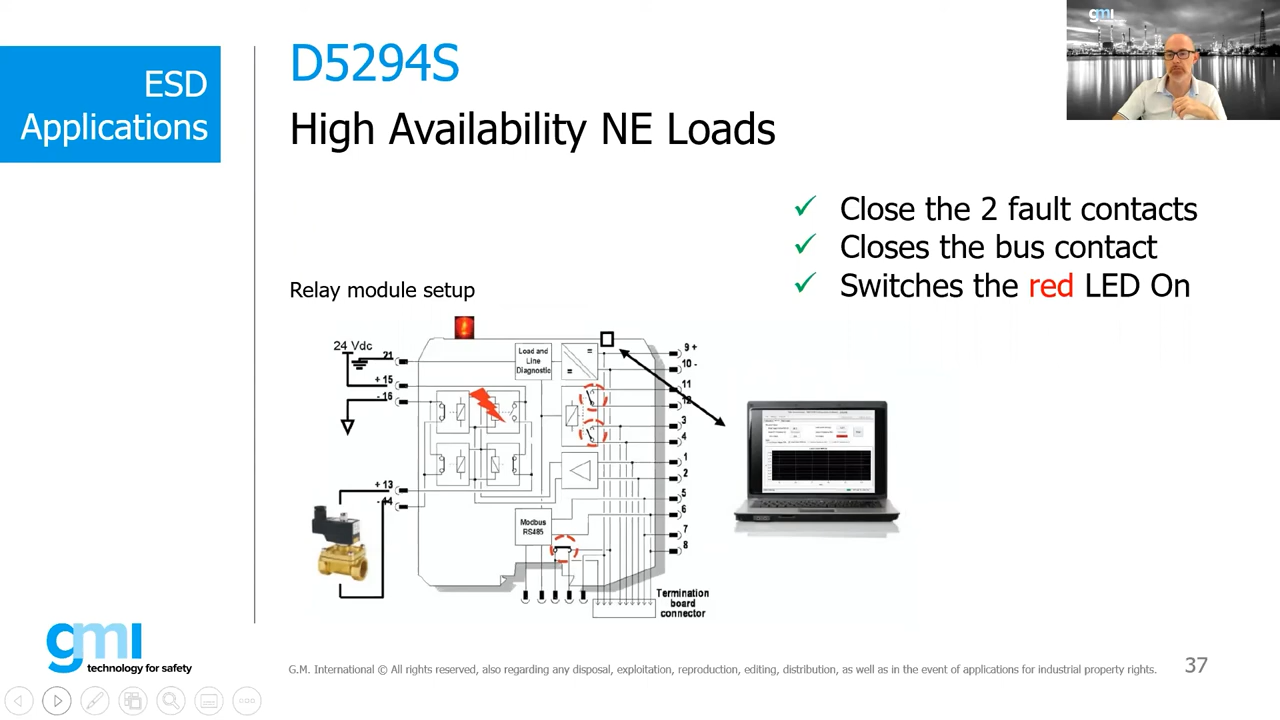 gmi
D5294S
ESD
Applications
High Availability NE Loads
Close the 2 fault contacts
Closes the bus contact
Switches the red LED On
Relay module setup
24 Vdc
21
+ 15
- 16
+ 13
- 14
Load and
Line
Diagnostic
=
=
Modbus
RS485
9 +
10 -
11
12
3
4
1
2
5
6
7
8
Termination
board
connector
gmi
technology for safety
G.M. International © All rights reserved, also regarding any disposal, exploitation, reproduction, editing, distribution, as well as in the event of applications for industrial property rights.
37